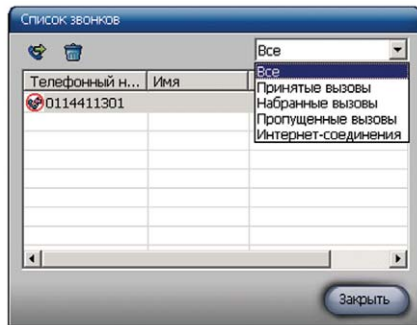 Список звонков
Все
Телефонный н... Имя
Все
Принятые вызовы
Набранные вызовы
Пропущенные вызовы
Интернет-соединения
0114411301
Закрыть